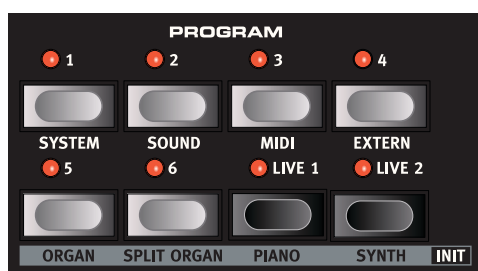 PROGRAM
1 2 3 4
SYSTEM SOUND MIDI EXTERN
5 6 LIVE 1 LIVE 2
ORGAN SPLIT ORGAN PIANO SYNTH INIT